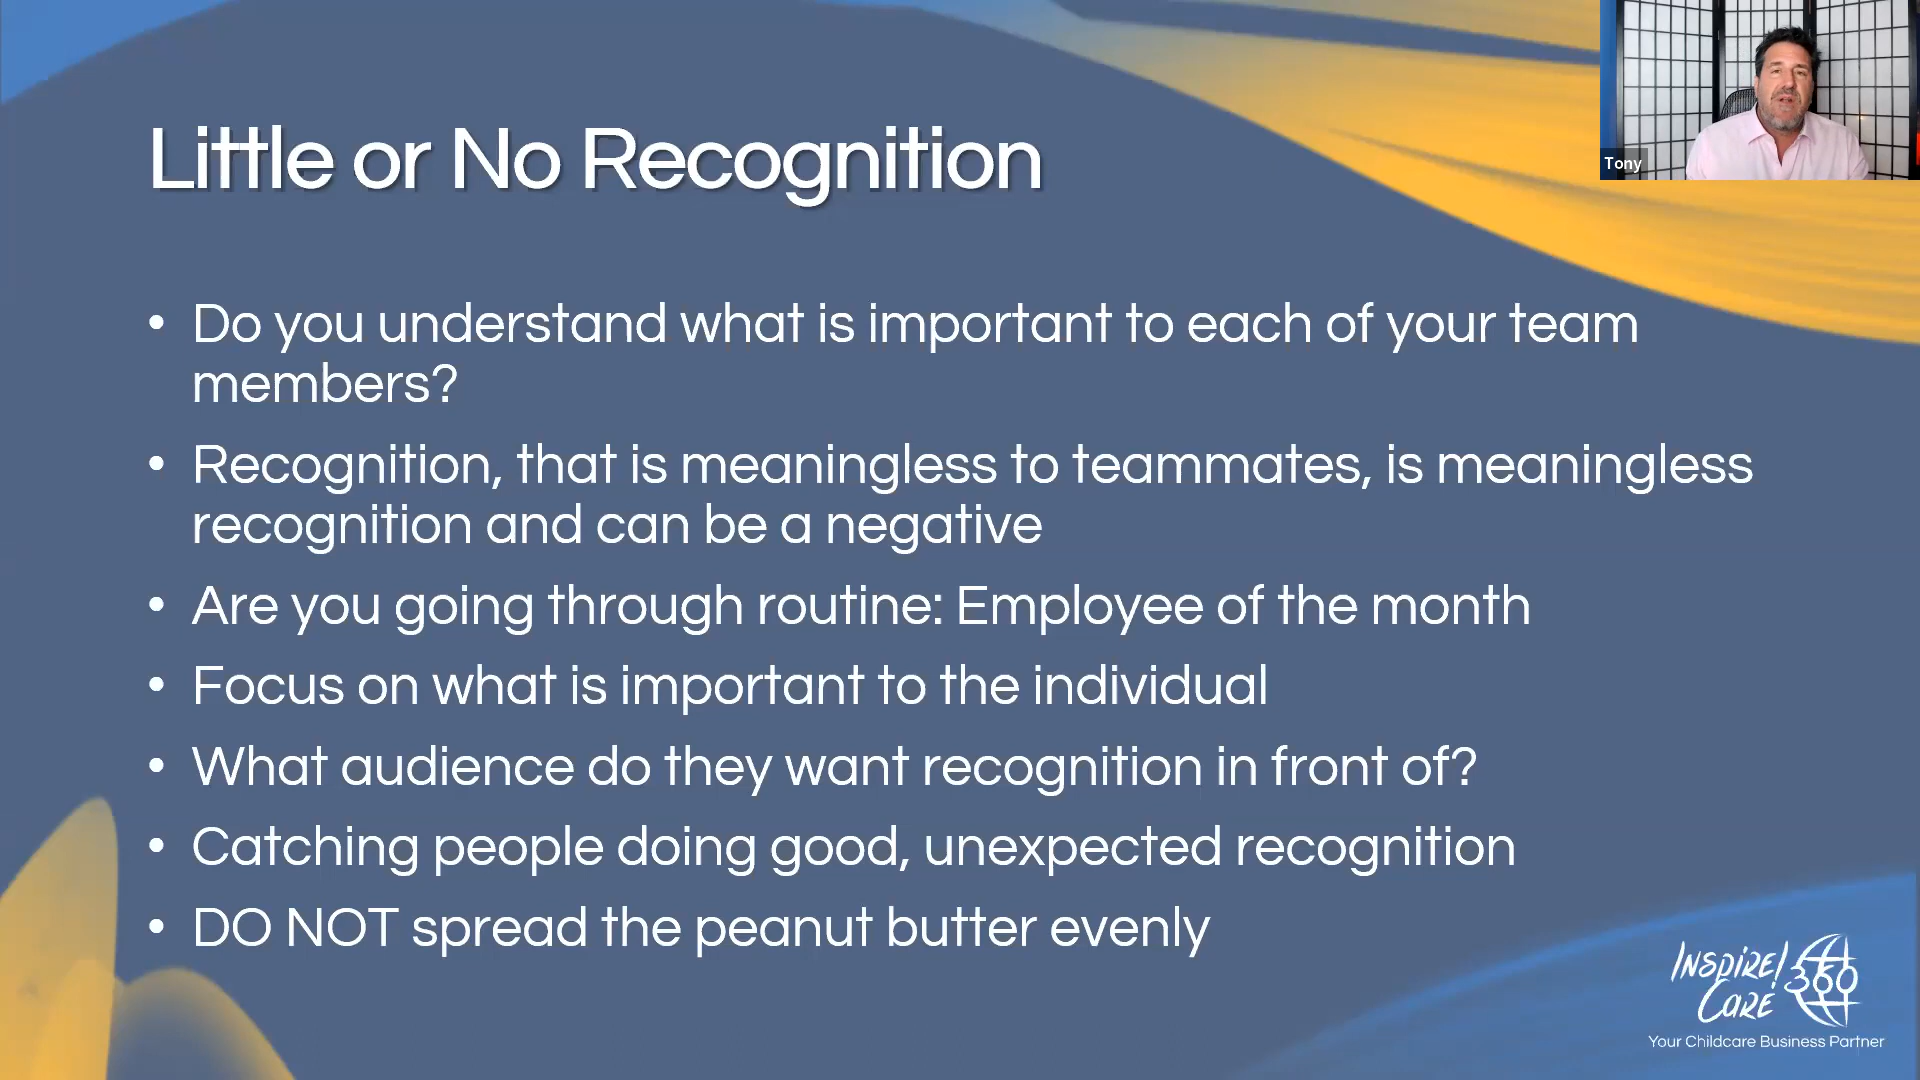 Little or No Recognition
Tony
• Do you understand what is important to each of your team
members?
• Recognition, that is meaningless to teammates, is meaningless
recognition and can be a negative
• Are you going through routine: Employee of the month
• Focus on what is important to the individual
• What audience do they want recognition in front of?
• Catching people doing good, unexpected recognition
• DO NOT spread the peanut butter evenly
INSPIRE!
CARE 360
Your Childcare Business Partner